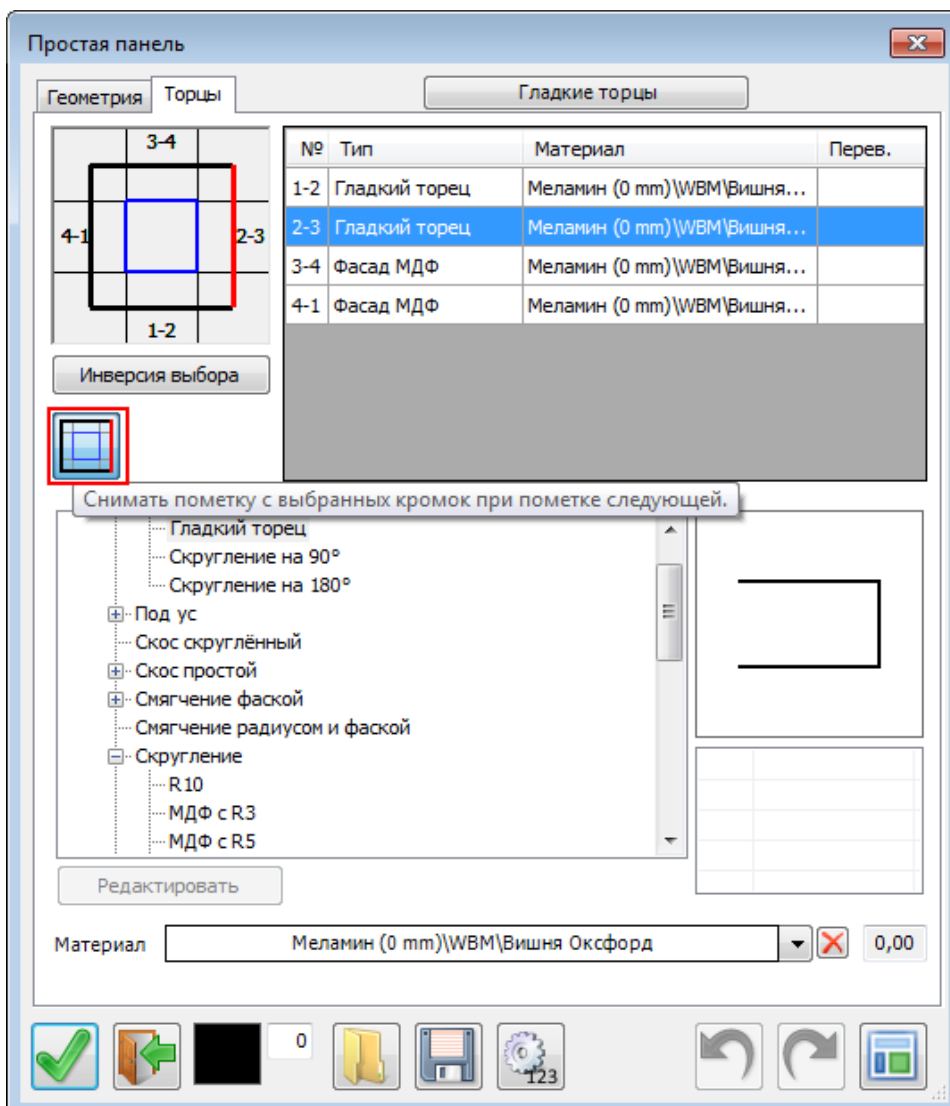 Простая панель
Геометрия Торцы Гладкие торцы
3-4
4-1 2-3
1-2
№ Тип Материал Перев.
1-2 Гладкий торец Меламин (0 mm)\WBM\Вишня...
2-3 Гладкий торец Меламин (0 mm)\WBM\Вишня...
3-4 Фасад МДФ Меламин (0 mm)\WBM\Вишня...
4-1 Фасад МДФ Меламин (0 mm)\WBM\Вишня...
Инверсия выбора
Снимать пометку с выбранных кромок при пометке следующей.
Гладкий торец
Скругление на 90°
Скругление на 180°
Под ус
Скос скруглённый
Скос простой
Смягчение фаской
Смягчение радиусом и фаской
Скругление
R10
МДФ с R3
МДФ с R5
Редактировать
Материал Меламин (0 mm)\WBM\Вишня Оксфорд 0,00
0
123